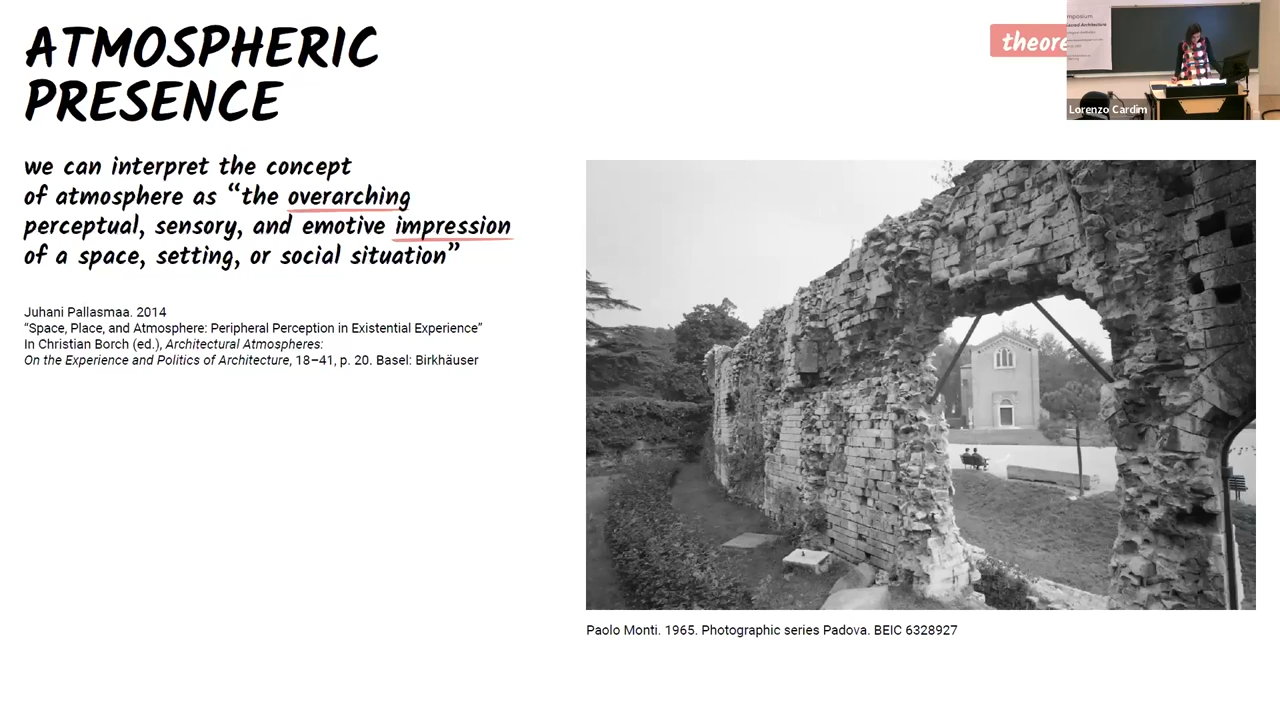 ATMOSPHERIC
PRESENCE
we can interpret the concept
of atmosphere as “the overarching
perceptual, sensory, and emotive impression
of a space, setting, or social situation”
Juhani Pallasmaa. 2014
“Space, Place, and Atmosphere: Peripheral Perception in Existential Experience”
In Christian Borch (ed.), Architectural Atmospheres:
On the Experience and Politics of Architecture, 18–41, p. 20. Basel: Birkhäuser
theore
Lorenzo Cardim
Paolo Monti. 1965. Photographic series Padova. BEIC 6328927